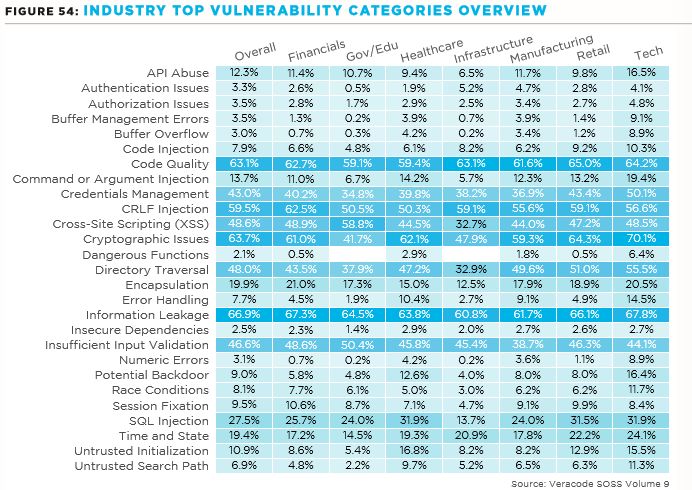 FIGURE 54: INDUSTRY TOP VULNERABILITY CATEGORIES OVERVIEW
Overall Financials Gov/Edu Healthcare Infrastructure Manufacturing Retail Tech
API Abuse 12.3% 11.4% 10.7% 9.4% 6.5% 11.7% 9.8% 16.5%
Authentication Issues 3.3% 2.6% 0.5% 1.9% 5.2% 4.7% 2.8% 4.1%
Authorization Issues 3.5% 2.8% 1.7% 2.9% 2.5% 3.4% 2.7% 4.8%
Buffer Management Errors 3.5% 1.3% 0.2% 3.9% 0.7% 3.9% 1.4% 9.1%
Buffer Overflow 3.0% 0.7% 0.3% 4.2% 0.2% 3.4% 1.2% 8.9%
Code Injection 7.9% 6.6% 4.8% 6.1% 8.2% 6.2% 9.2% 10.3%
Code Quality 63.1% 62.7% 59.1% 59.4% 63.1% 61.6% 65.0% 64.2%
Command or Argument Injection 13.7% 11.0% 6.7% 14.2% 5.7% 12.3% 13.2% 19.4%
Credentials Management 43.0% 40.2% 34.8% 39.8% 38.2% 36.9% 43.4% 50.1%
CRLF Injection 59.5% 62.5% 50.5% 50.3% 59.1% 55.6% 59.1% 56.6%
Cross-Site Scripting (XSS) 48.6% 48.9% 58.8% 44.5% 32.7% 44.0% 47.2% 48.5%
Cryptographic Issues 63.7% 61.0% 41.7% 62.1% 47.9% 59.3% 64.3% 70.1%
Dangerous Functions 2.1% 0.5% 2.9% 1.8% 0.5% 6.4%
Directory Traversal 48.0% 43.5% 37.9% 47.2% 32.9% 49.6% 51.0% 55.5%
Encapsulation 19.9% 21.0% 17.3% 15.0% 12.5% 17.9% 18.9% 20.5%
Error Handling 7.7% 4.5% 1.9% 10.4% 2.7% 9.1% 4.9% 14.5%
Information Leakage 66.9% 67.3% 64.5% 63.8% 60.8% 61.7% 66.1% 67.8%
Insecure Dependencies 2.5% 2.3% 1.4% 2.9% 2.0% 2.7% 2.6% 2.7%
Insufficient Input Validation 46.6% 48.6% 50.4% 45.8% 45.4% 38.7% 46.3% 44.1%
Numeric Errors 3.1% 0.7% 0.2% 4.2% 0.2% 3.6% 1.1% 8.9%
Potential Backdoor 9.0% 5.8% 4.8% 12.6% 4.0% 8.0% 8.0% 16.4%
Race Conditions 8.1% 7.7% 6.1% 5.0% 3.0% 6.2% 6.2% 11.7%
Session Fixation 9.5% 10.6% 8.7% 7.1% 4.7% 9.1% 9.9% 8.4%
SQL Injection 27.5% 25.7% 24.0% 31.9% 13.7% 24.0% 31.5% 31.9%
Time and State 19.4% 17.2% 14.5% 19.3% 20.9% 17.8% 22.2% 24.1%
Untrusted Initialization 10.9% 8.6% 5.4% 16.8% 8.2% 8.2% 12.9% 15.5%
Untrusted Search Path 6.9% 4.8% 2.2% 9.7% 5.2% 6.5% 6.3% 11.3%
Source: Veracode SOSS Volume 9